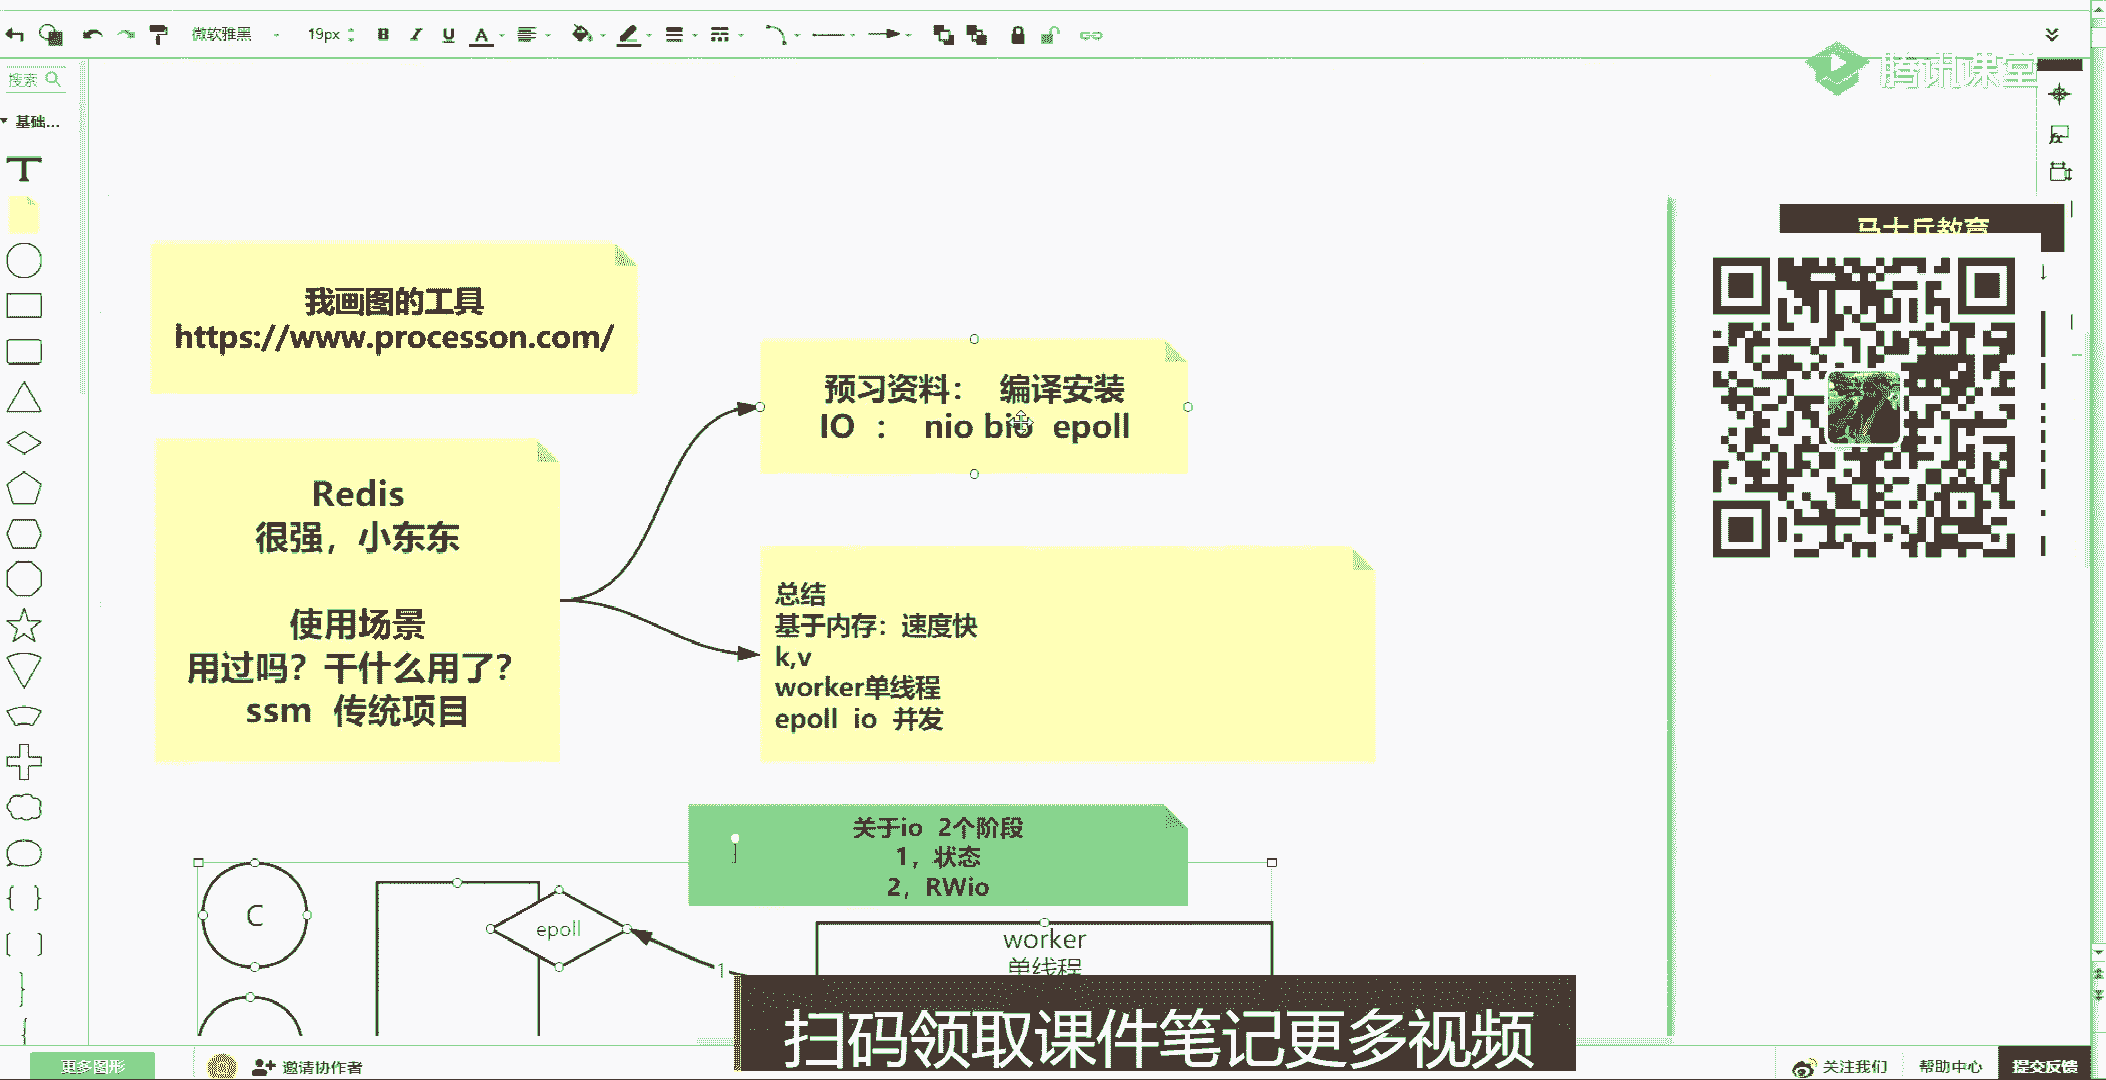 微软雅黑
19px
B
I
U
A
腾讯课堂
搜索
基础...
T
fx
马士兵教育
我画图的工具
https://www.processon.com/
预习资料： 编译安装
IO ： nio bio epoll
Redis
很强，小东东
使用场景
用过吗？干什么用了？
ssm 传统项目
总结
基于内存：速度快
k,v
worker单线程
epoll io 并发
关于io 2个阶段
1，状态
2，RWio
C
epoll
1
worker
单线程
扫码领取课件笔记更多视频
更多图形
邀请协作者
关注我们
帮助中心
提交反馈